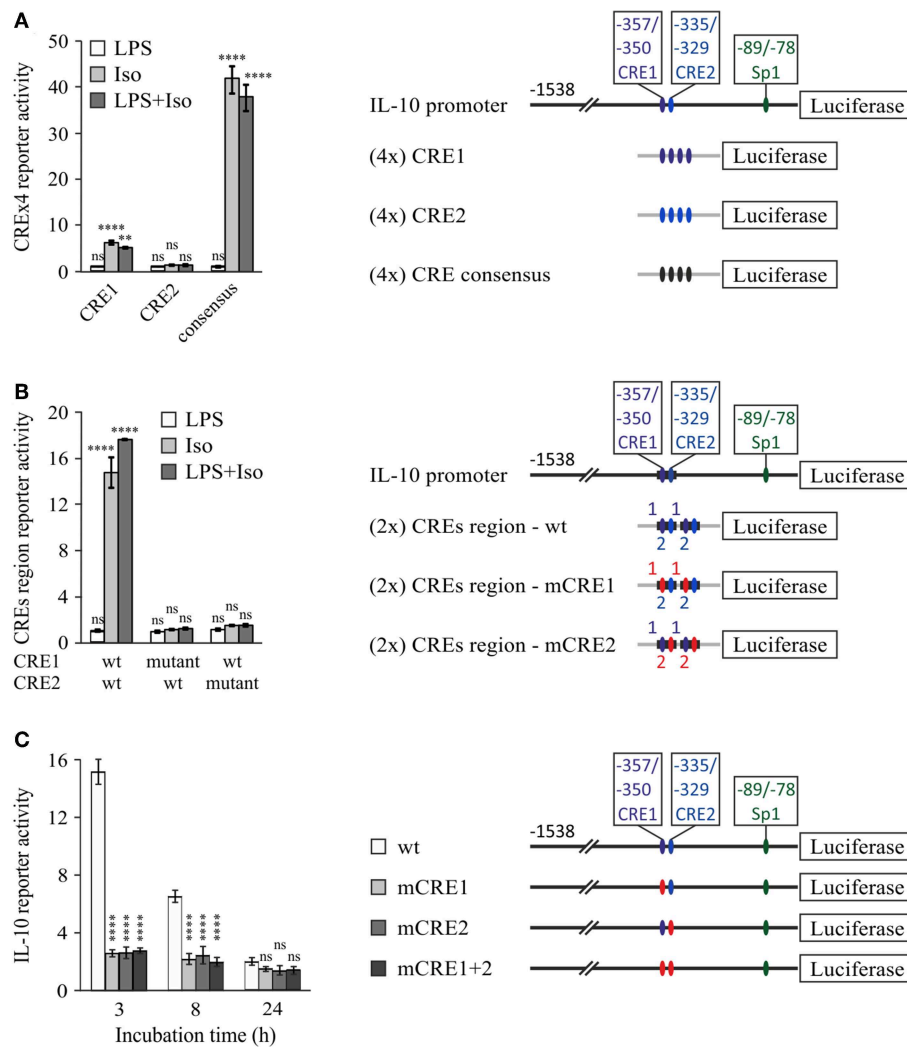 A
CREx4 reporter activity
50
40
30
20
10
0
LPS
Iso
LPS+Iso
ns
****
**
ns
ns
ns
ns
****
****
CRE1
CRE2
consensus
-357/
-350
CRE1
-335/
-329
CRE2
-89/-78
Sp1
-1538
IL-10 promoter
Luciferase
(4x) CRE1
Luciferase
(4x) CRE2
Luciferase
(4x) CRE consensus
Luciferase
B
CREs region reporter activity
20
16
12
8
4
0
LPS
Iso
LPS+Iso
ns
****
****
ns
ns
ns
ns
ns
ns
CRE1 wt mutant wt
CRE2 wt wt mutant
-357/
-350
CRE1
-335/
-329
CRE2
-89/-78
Sp1
-1538
IL-10 promoter
Luciferase
1 1
(2x) CREs region - wt
Luciferase
2 2
1 1
(2x) CREs region - mCRE1
Luciferase
2 2
1 1
(2x) CREs region - mCRE2
Luciferase
2 2
C
IL-10 reporter activity
16
12
8
4
0
****
****
****
****
****
****
ns
ns
ns
3 8 24
Incubation time (h)
wt
mCRE1
mCRE2
mCRE1+2
-357/
-350
CRE1
-335/
-329
CRE2
-89/-78
Sp1
-1538
Luciferase
Luciferase
Luciferase
Luciferase